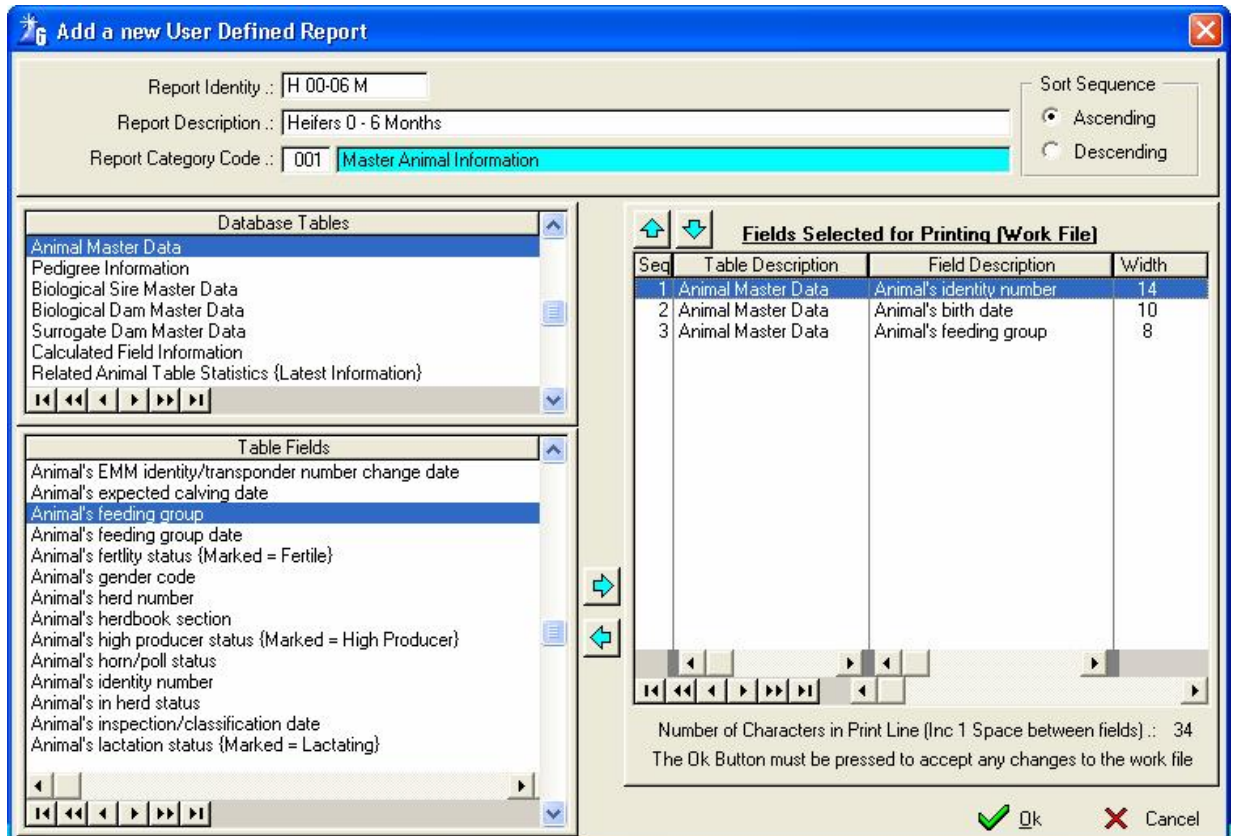 Add a new User Defined Report
Report Identity .: H 00-06 M
Report Description .: Heifers 0 - 6 Months
Report Category Code .: 001 Master Animal Information
Sort Sequence
Ascending
Descending
Database Tables
Animal Master Data
Pedigree Information
Biological Sire Master Data
Biological Dam Master Data
Surrogate Dam Master Data
Calculated Field Information
Related Animal Table Statistics {Latest Information}
Table Fields
Animal's EMM identity/transponder number change date
Animal's expected calving date
Animal's feeding group
Animal's feeding group date
Animal's fertlity status {Marked = Fertile}
Animal's gender code
Animal's herd number
Animal's herdbook section
Animal's high producer status {Marked = High Producer}
Animal's horn/poll status
Animal's identity number
Animal's in herd status
Animal's inspection/classification date
Animal's lactation status {Marked = Lactating}
Fields Selected for Printing (Work File)
Seq Table Description Field Description Width
1 Animal Master Data Animal's identity number 14
2 Animal Master Data Animal's birth date 10
3 Animal Master Data Animal's feeding group 8
Number of Characters in Print Line (Inc 1 Space between fields) .: 34
The Ok Button must be pressed to accept any changes to the work file
Ok Cancel